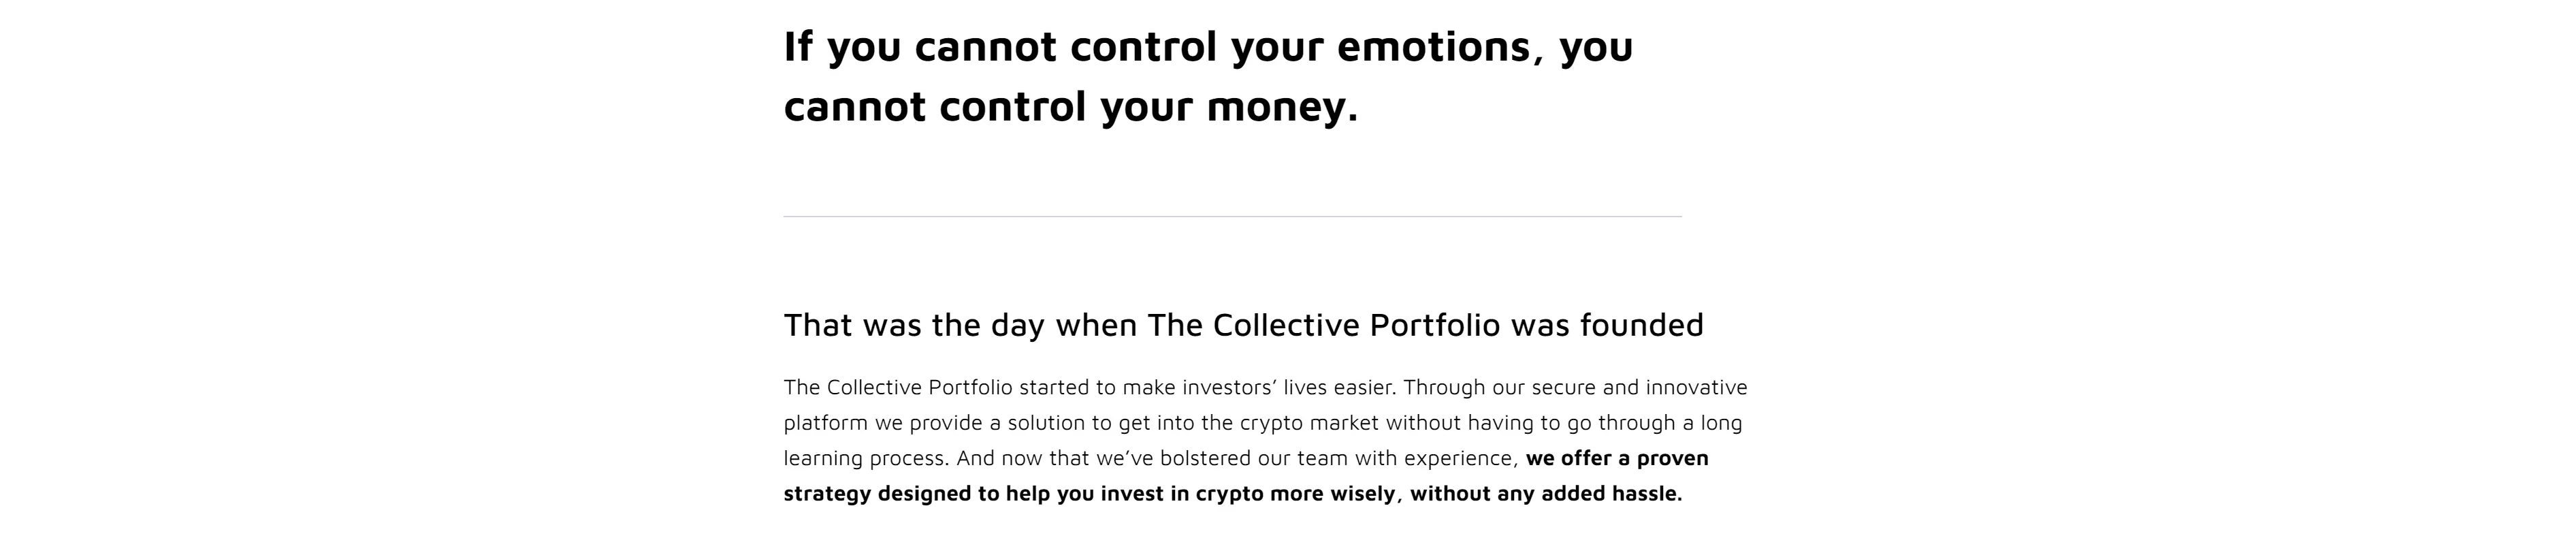 If you cannot control your emotions, you
cannot control your money.
That was the day when The Collective Portfolio was founded
The Collective Portfolio started to make investors’ lives easier. Through our secure and innovative
platform we provide a solution to get into the crypto market without having to go through a long
learning process. And now that we’ve bolstered our team with experience, we offer a proven
strategy designed to help you invest in crypto more wisely, without any added hassle.